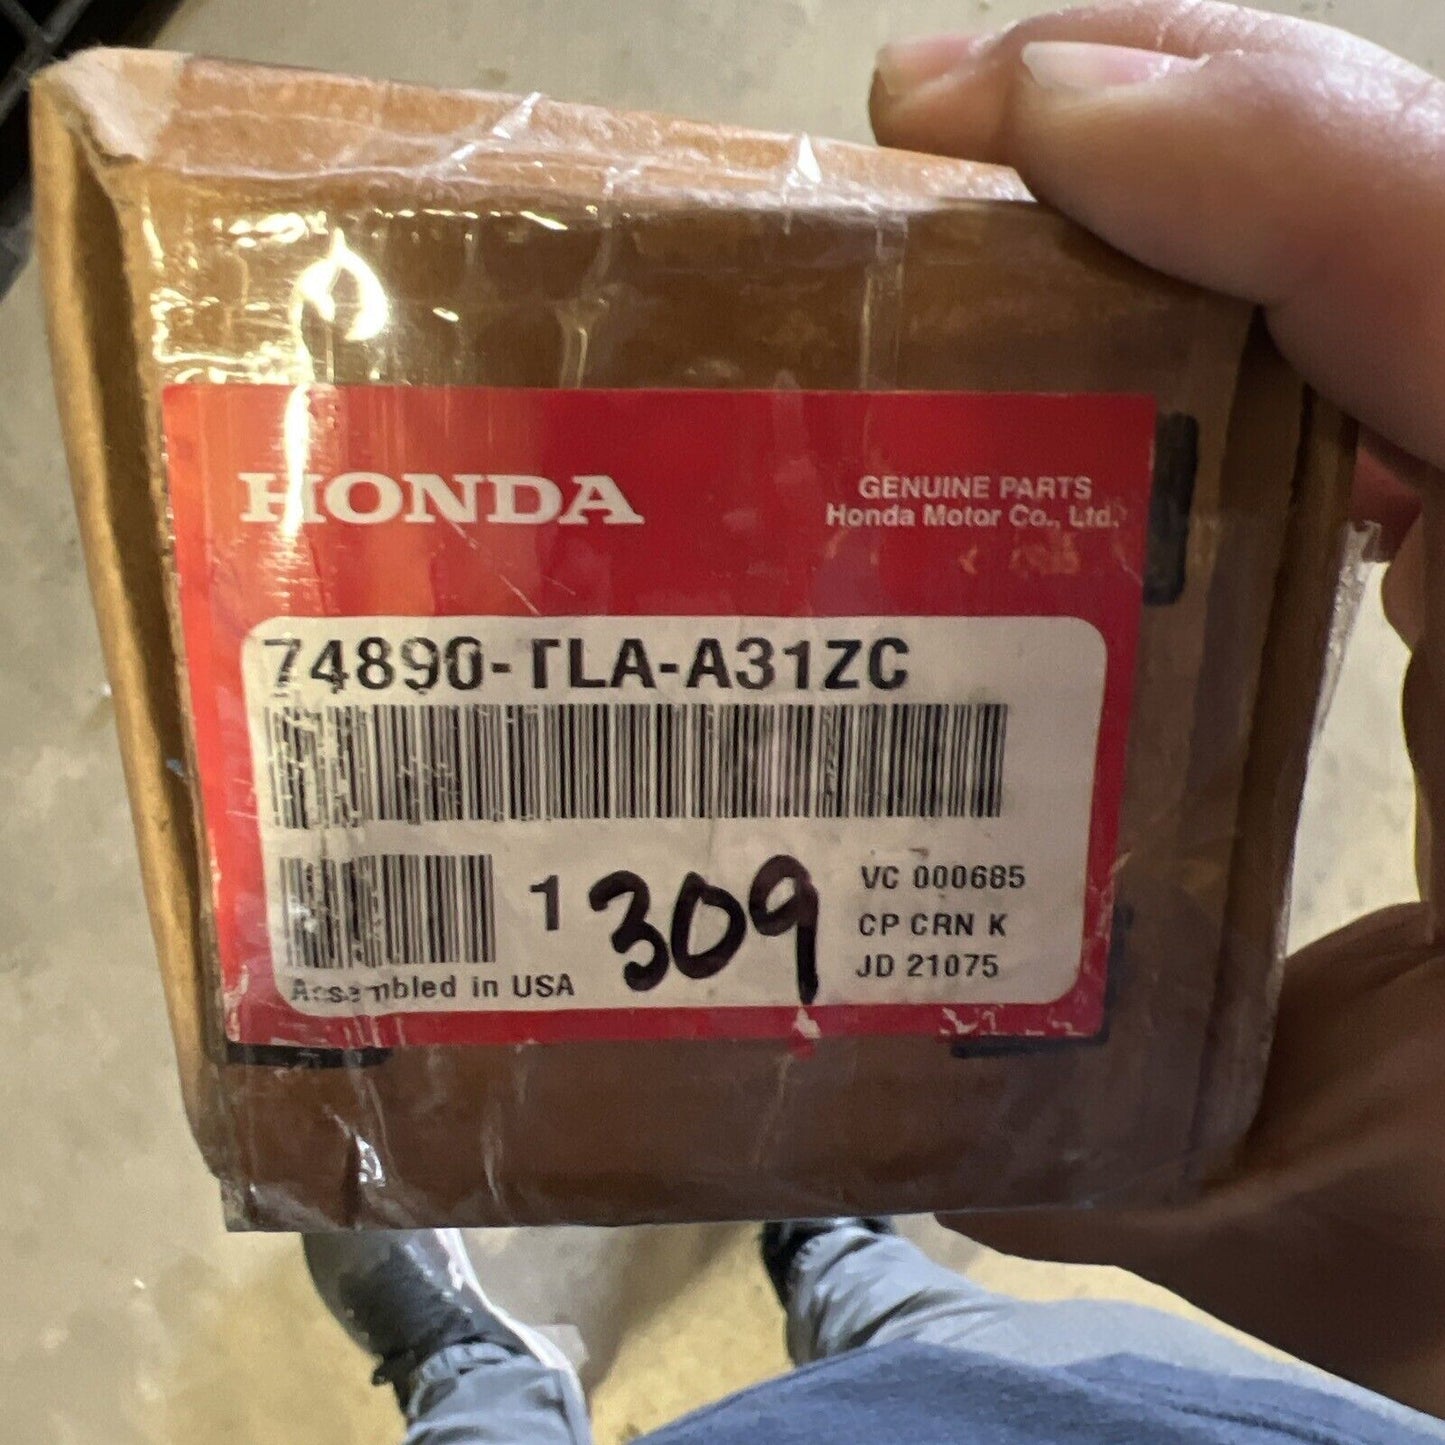 HONDA
GENUINE PARTS
Honda Motor Co., Ltd.
74890-TLA-A31ZC
1
309
VC 000685
CP CRN K
JD 21075
Assembled in USA